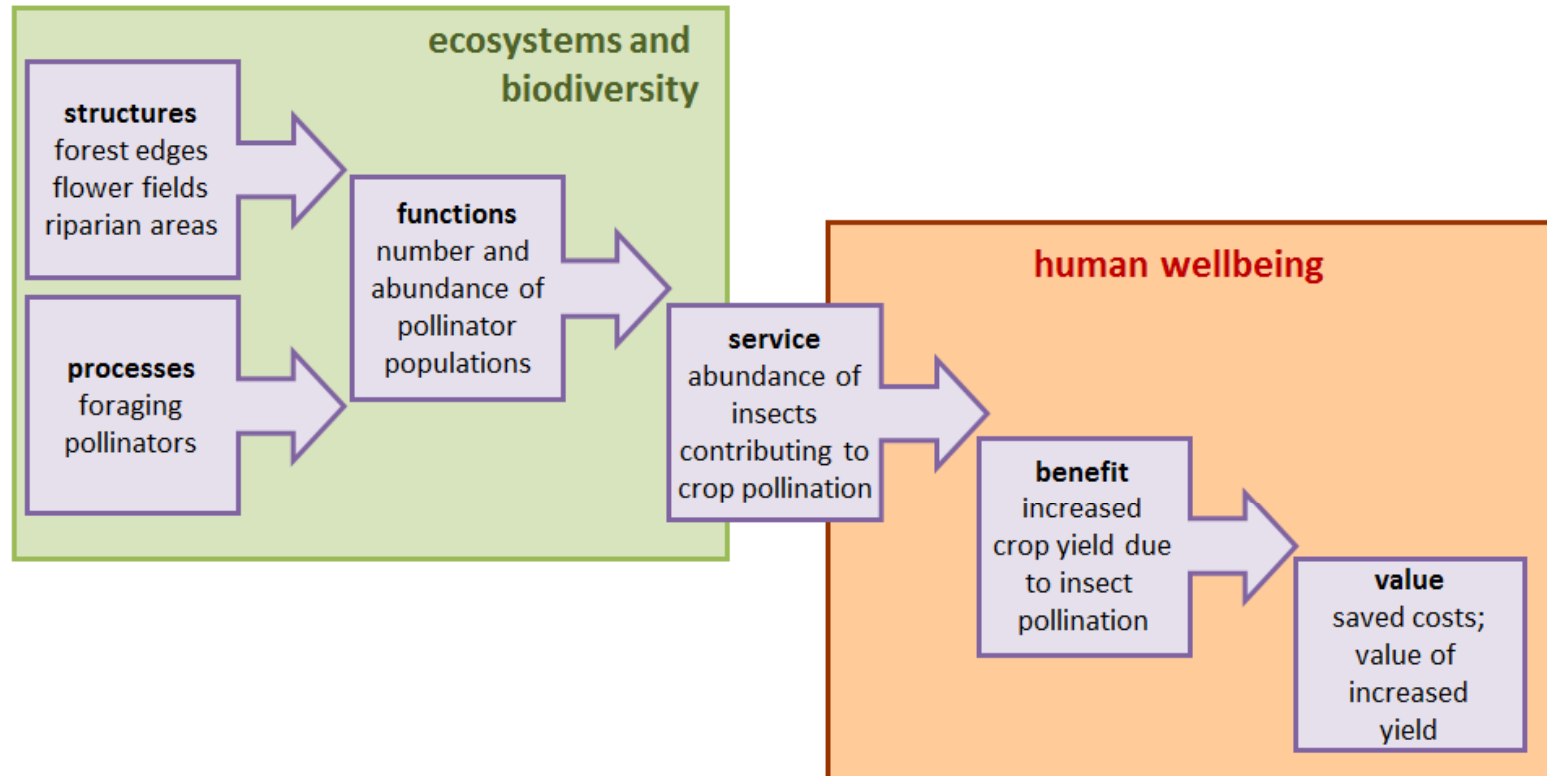 ecosystems and
biodiversity
structures
forest edges
flower fields
riparian areas
processes
foraging
pollinators
functions
number and
abundance of
pollinator
populations
service
abundance of
insects
contributing to
crop pollination
human wellbeing
benefit
increased
crop yield due
to insect
pollination
value
saved costs;
value of
increased
yield